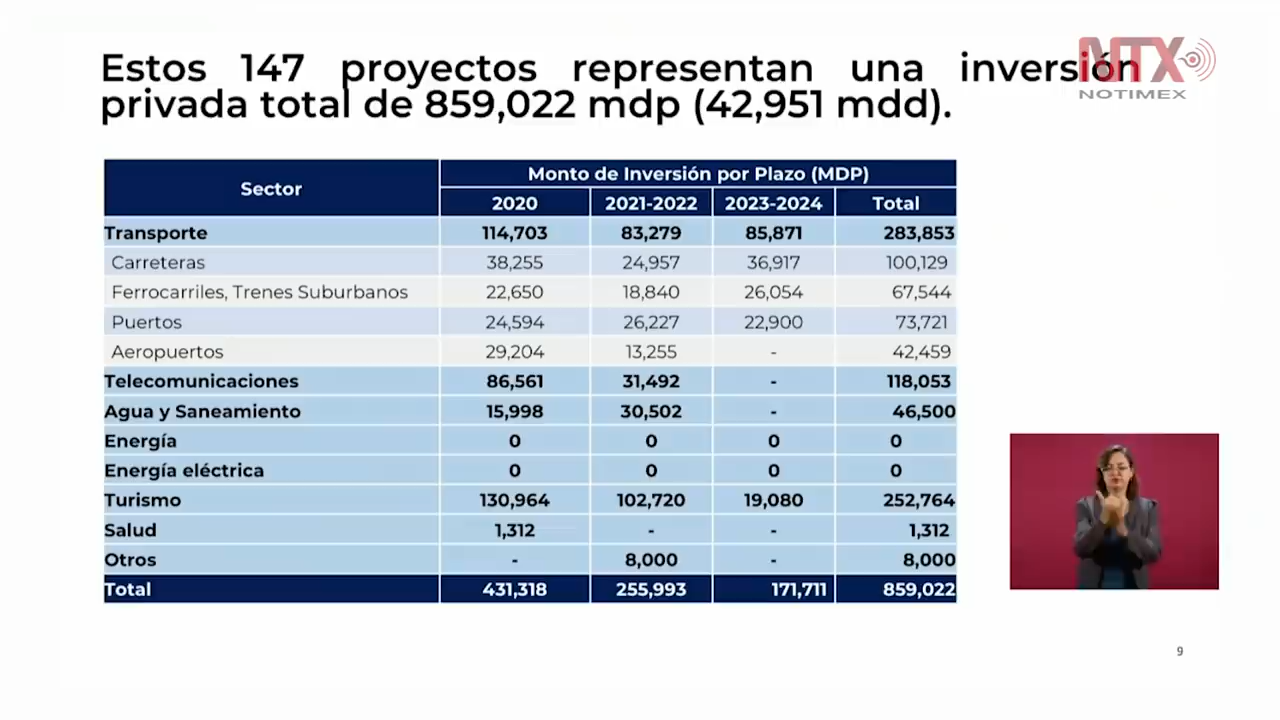 Estos 147 proyectos representan una inversión
privada total de 859,022 mdp (42,951 mdd).
NTX
NOTIMEX
Sector Monto de Inversión por Plazo (MDP)
2020 2021-2022 2023-2024 Total
Transporte 114,703 83,279 85,871 283,853
Carreteras 38,255 24,957 36,917 100,129
Ferrocarriles, Trenes Suburbanos 22,650 18,840 26,054 67,544
Puertos 24,594 26,227 22,900 73,721
Aeropuertos 29,204 13,255 - 42,459
Telecomunicaciones 86,561 31,492 - 118,053
Agua y Saneamiento 15,998 30,502 - 46,500
Energía 0 0 0 0
Energía eléctrica 0 0 0 0
Turismo 130,964 102,720 19,080 252,764
Salud 1,312 - - 1,312
Otros - 8,000 - 8,000
Total 431,318 255,993 171,711 859,022
9